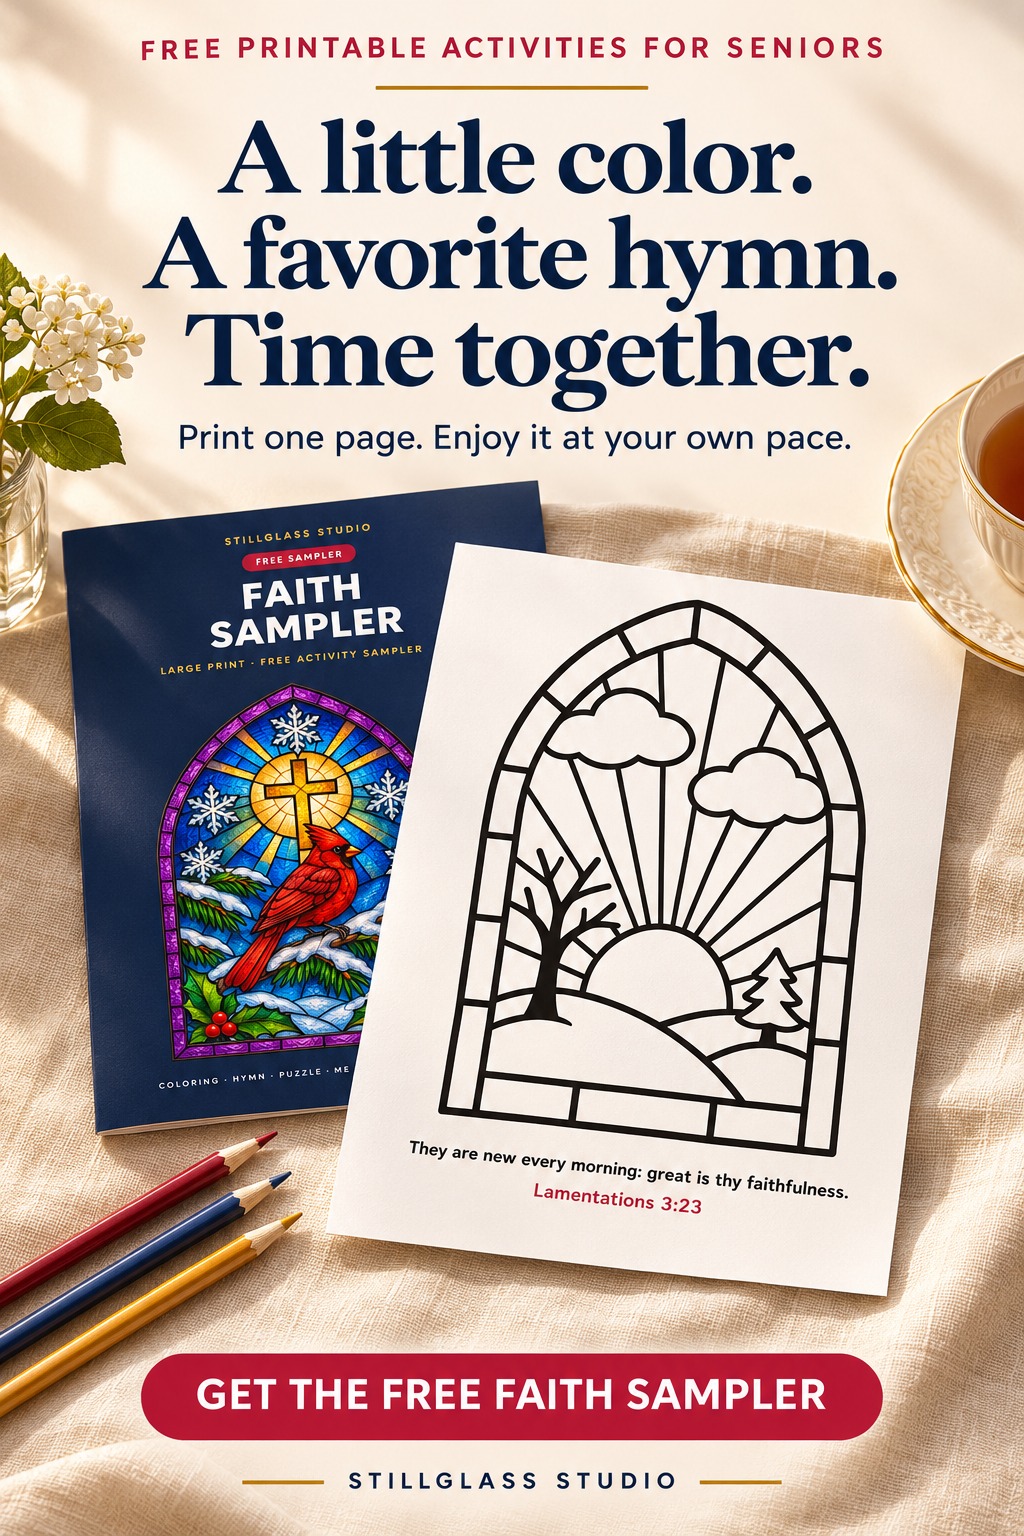 FREE PRINTABLE ACTIVITIES FOR SENIORS
A little color.
A favorite hymn.
Time together.
Print one page. Enjoy it at your own pace.
STILLGLASS STUDIO
FREE SAMPLER
FAITH
SAMPLER
LARGE PRINT · FREE ACTIVITY SAMPLER
COLORING · HYMN · PUZZLE ·
They are new every morning: great is thy faithfulness.
Lamentations 3:23
GET THE FREE FAITH SAMPLER
STILLGLASS STUDIO